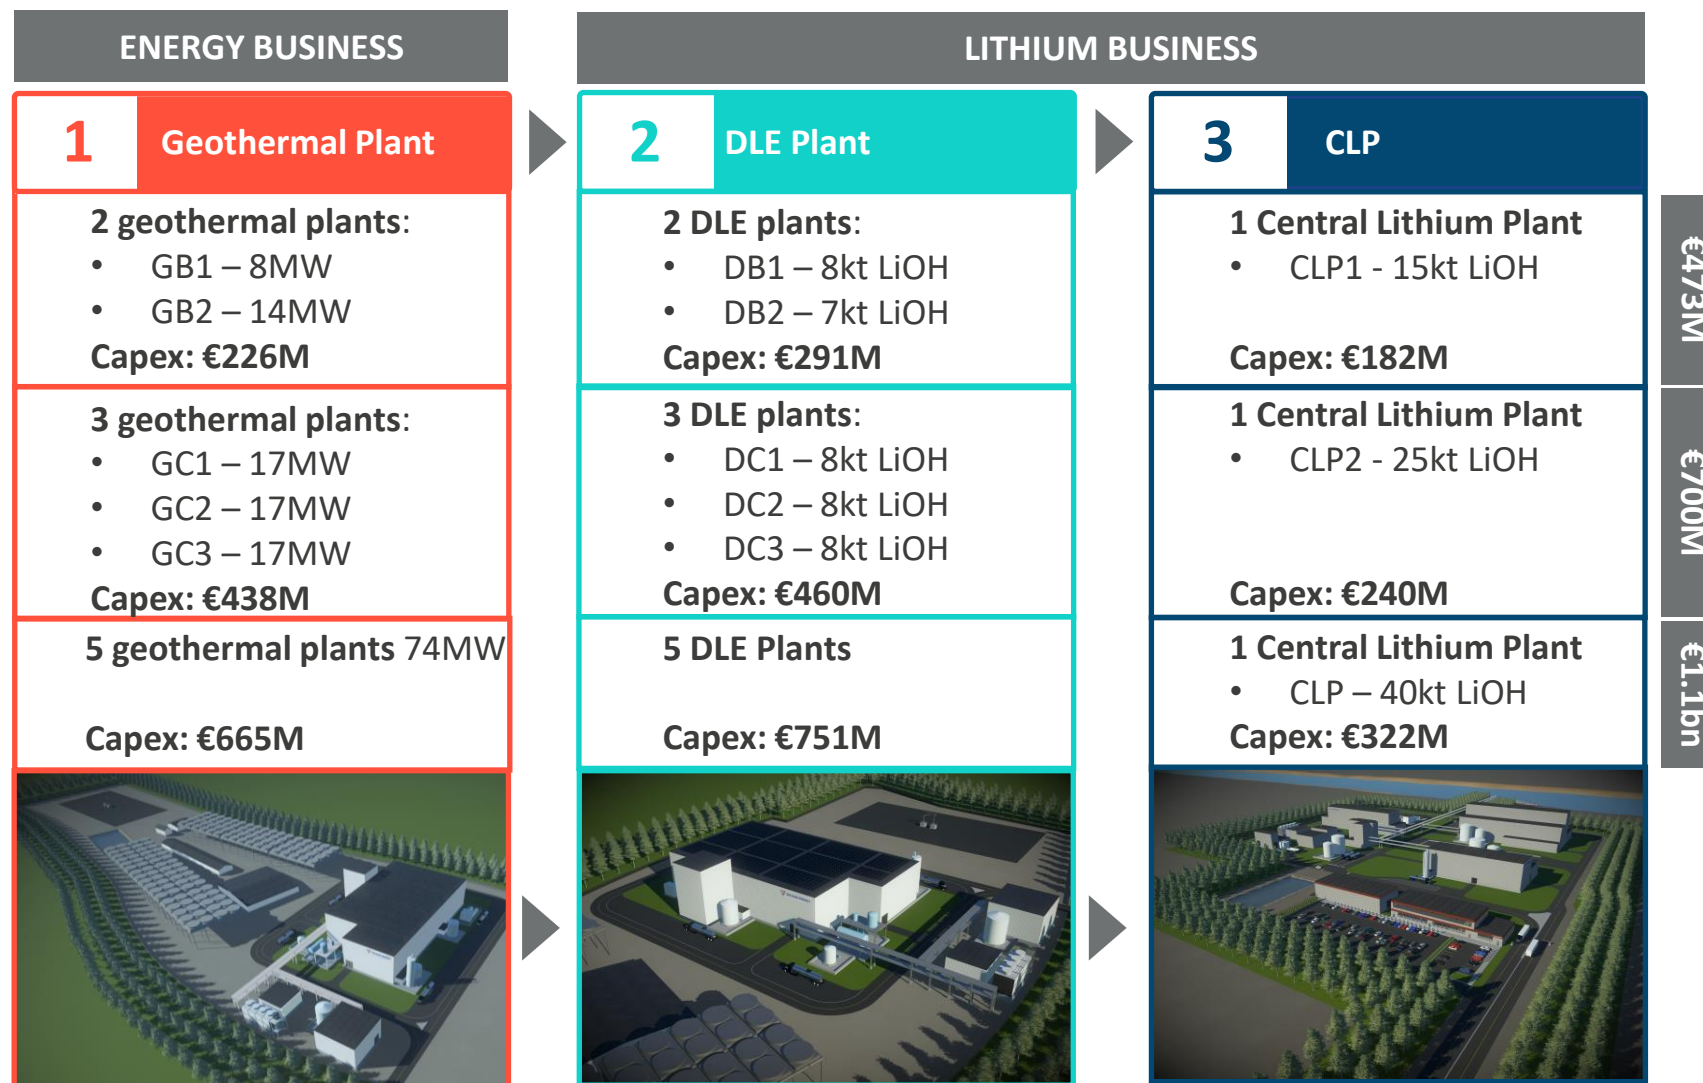 ENERGY BUSINESS
LITHIUM BUSINESS
1 Geothermal Plant
2 DLE Plant
3 CLP
2 geothermal plants:
• GB1 – 8MW
• GB2 – 14MW
Capex: €226M
2 DLE plants:
• DB1 – 8kt LiOH
• DB2 – 7kt LiOH
Capex: €291M
1 Central Lithium Plant
• CLP1 - 15kt LiOH
Capex: €182M
€473M
3 geothermal plants:
• GC1 – 17MW
• GC2 – 17MW
• GC3 – 17MW
Capex: €438M
3 DLE plants:
• DC1 – 8kt LiOH
• DC2 – 8kt LiOH
• DC3 – 8kt LiOH
Capex: €460M
1 Central Lithium Plant
• CLP2 - 25kt LiOH
Capex: €240M
€700M
5 geothermal plants 74MW
Capex: €665M
5 DLE Plants
Capex: €751M
1 Central Lithium Plant
• CLP – 40kt LiOH
Capex: €322M
€1.1bn